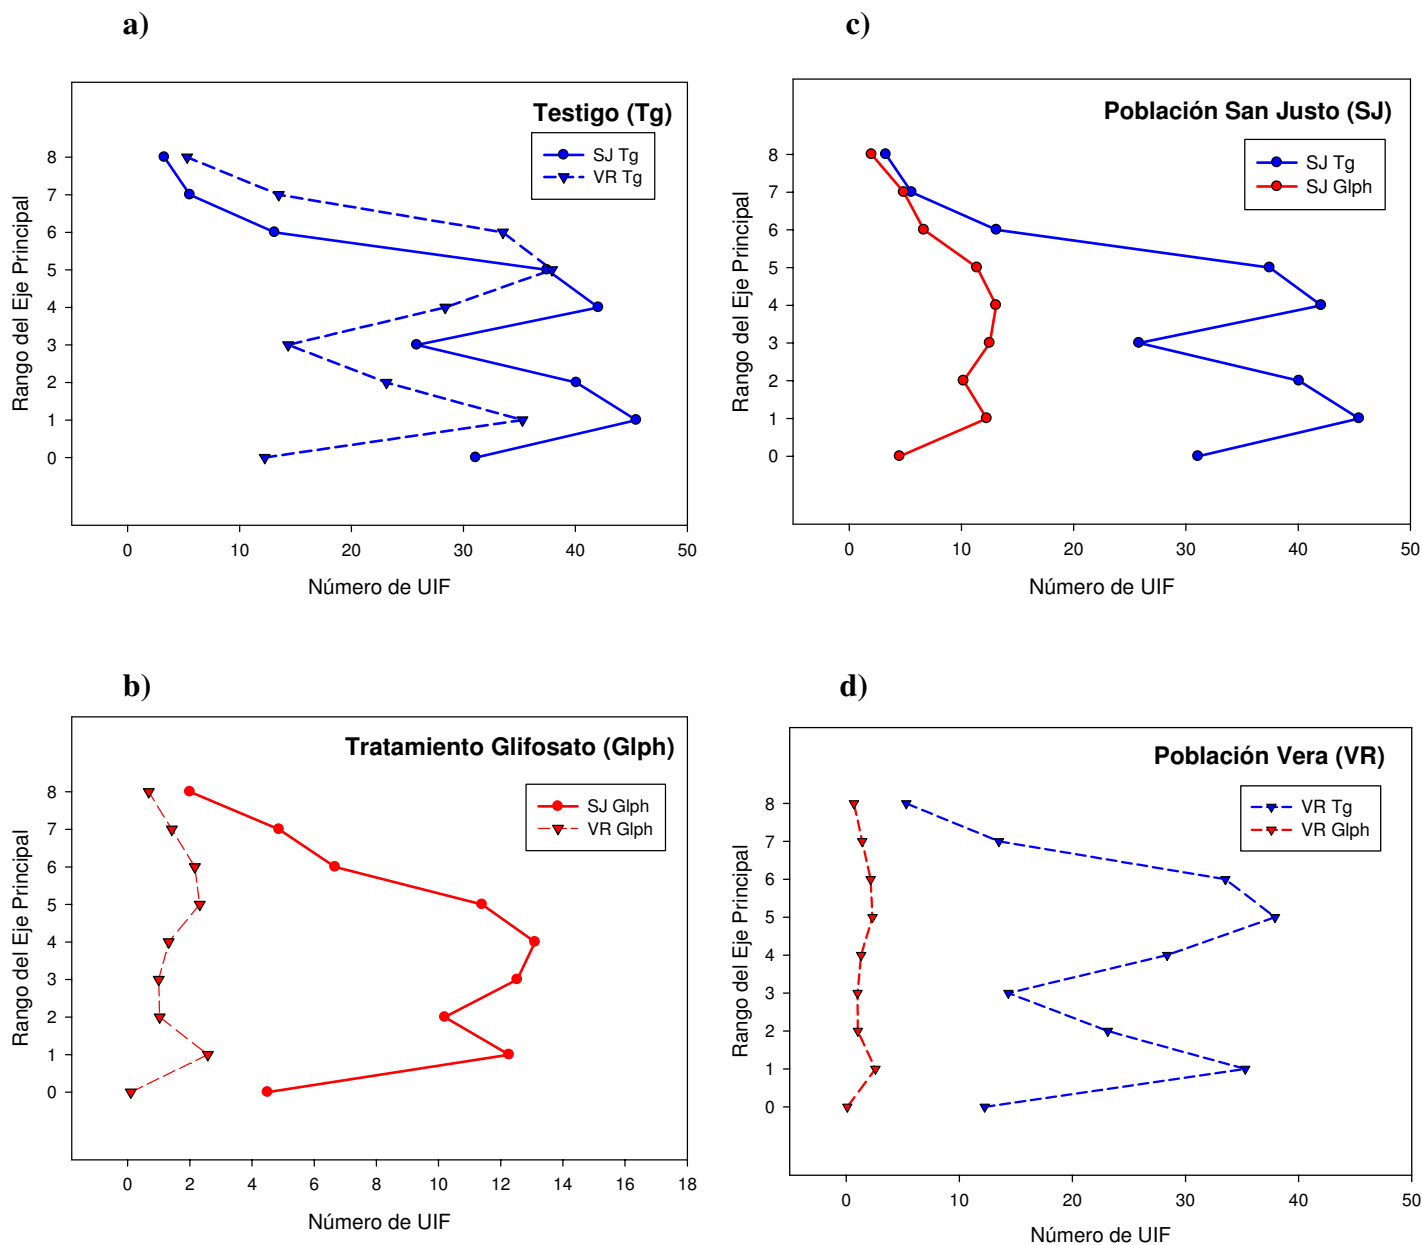 a)
Testigo (Tg)
SJ Tg
VR Tg
Rango del Eje Principal
8
7
6
5
4
3
2
1
0
0 10 20 30 40 50
Número de UIF
c)
Población San Justo (SJ)
SJ Tg
SJ Glph
Rango del Eje Principal
8
7
6
5
4
3
2
1
0
0 10 20 30 40 50
Número de UIF
b)
Tratamiento Glifosato (Glph)
SJ Glph
VR Glph
Rango del Eje Principal
8
7
6
5
4
3
2
1
0
0 2 4 6 8 10 12 14 16 18
Número de UIF
d)
Población Vera (VR)
VR Tg
VR Glph
Rango del Eje Principal
8
7
6
5
4
3
2
1
0
0 10 20 30 40 50
Número de UIF